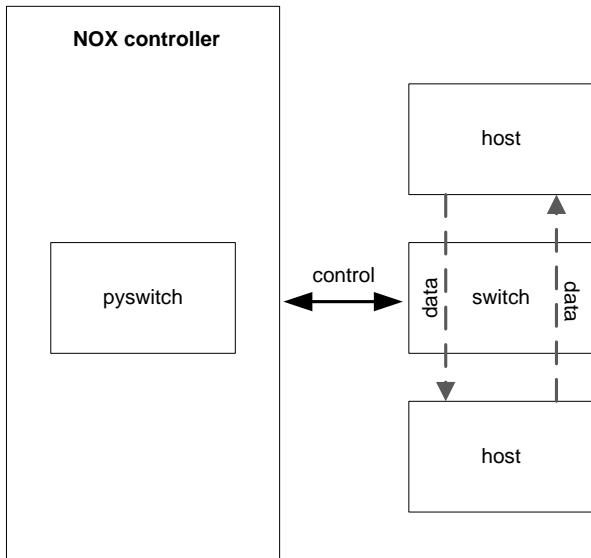 NOX controller
host
pyswitch
control
data
switch
data
host